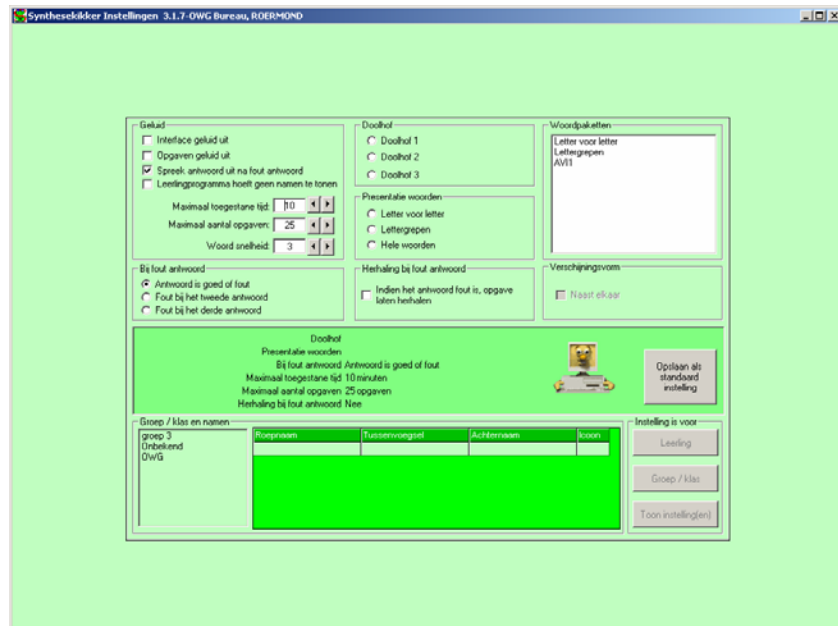 Synthesekikker Instellingen 3.1.7-OWG Bureau, ROERMOND
Geluid
Interface geluid uit
Opgaven geluid uit
Spreek antwoord uit na fout antwoord
Leerlingprogramma hoeft geen namen te tonen
Maximaal toegestane tijd: 10
Maximaal aantal opgaven: 25
Woord snelheid: 3
Doolhof
Doolhof 1
Doolhof 2
Doolhof 3
Presentatie woorden
Letter voor letter
Lettergrepen
Hele woorden
Woordpaketten
Letter voor letter
Lettergrepen
AVI1
Bij fout antwoord
Antwoord is goed of fout
Fout bij het tweede antwoord
Fout bij het derde antwoord
Herhaling bij fout antwoord
Indien het antwoord fout is, opgave
laten herhalen
Verschijningsvorm
Naast elkaar
Doolhof
Presentatie woorden
Bij fout antwoord Antwoord is goed of fout
Maximaal toegestane tijd 10 minuten
Maximaal aantal opgaven 25 opgaven
Herhaling bij fout antwoord Nee
Opslaan als
standaard
instelling
Groep / klas en namen
groep 3
Onbekend
OWG
Roepnaam Tussenvoegsel Achternaam Icoon
Instelling is voor
Leerling
Groep / klas
Toon instelling(en)